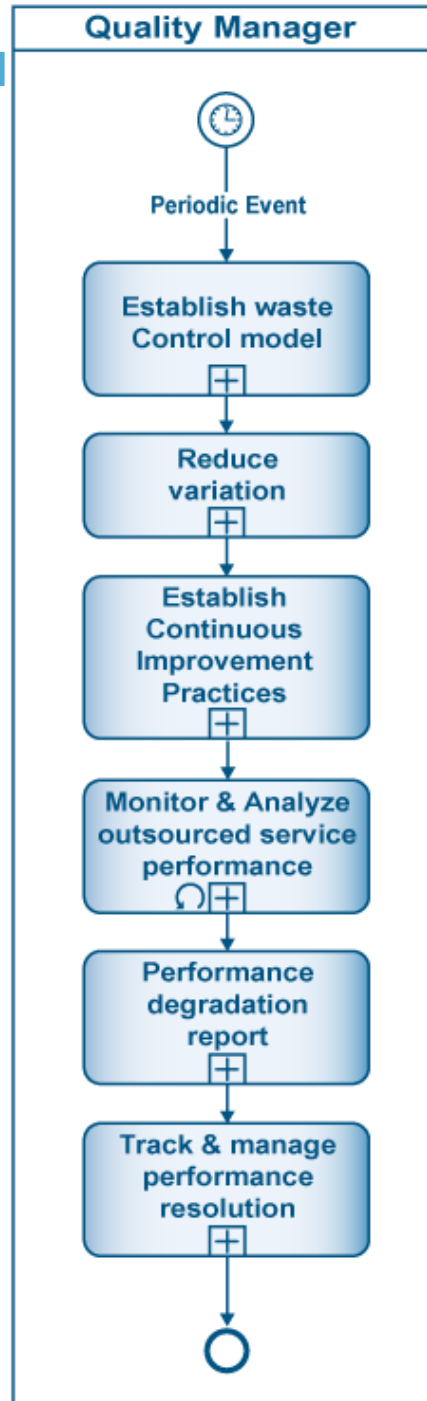 Quality Manager
Periodic Event
Establish waste
Control model
Reduce
variation
Establish
Continuous
Improvement
Practices
Monitor & Analyze
outsourced service
performance
Performance
degradation
report
Track & manage
performance
resolution